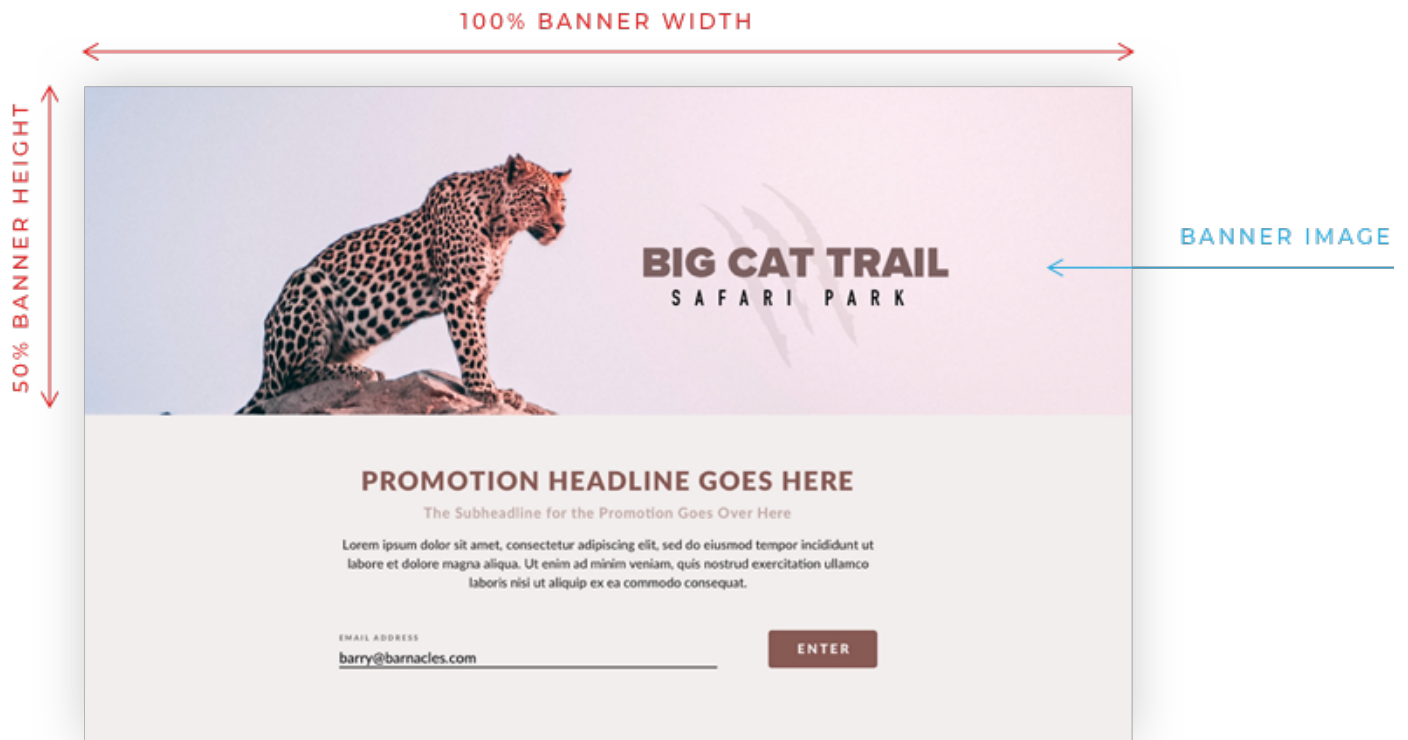 100% BANNER WIDTH
50% BANNER HEIGHT
BIG CAT TRAIL
SAFARI PARK
BANNER IMAGE
PROMOTION HEADLINE GOES HERE
The Subheadline for the Promotion Goes Over Here
Lorem ipsum dolor sit amet, consectetur adipiscing elit, sed do eiusmod tempor incididunt ut
labore et dolore magna aliqua. Ut enim ad minim veniam, quis nostrud exercitation ullamco
laboris nisi ut aliquip ex ea commodo consequat.
EMAIL ADDRESS
barry@barnacles.com
ENTER